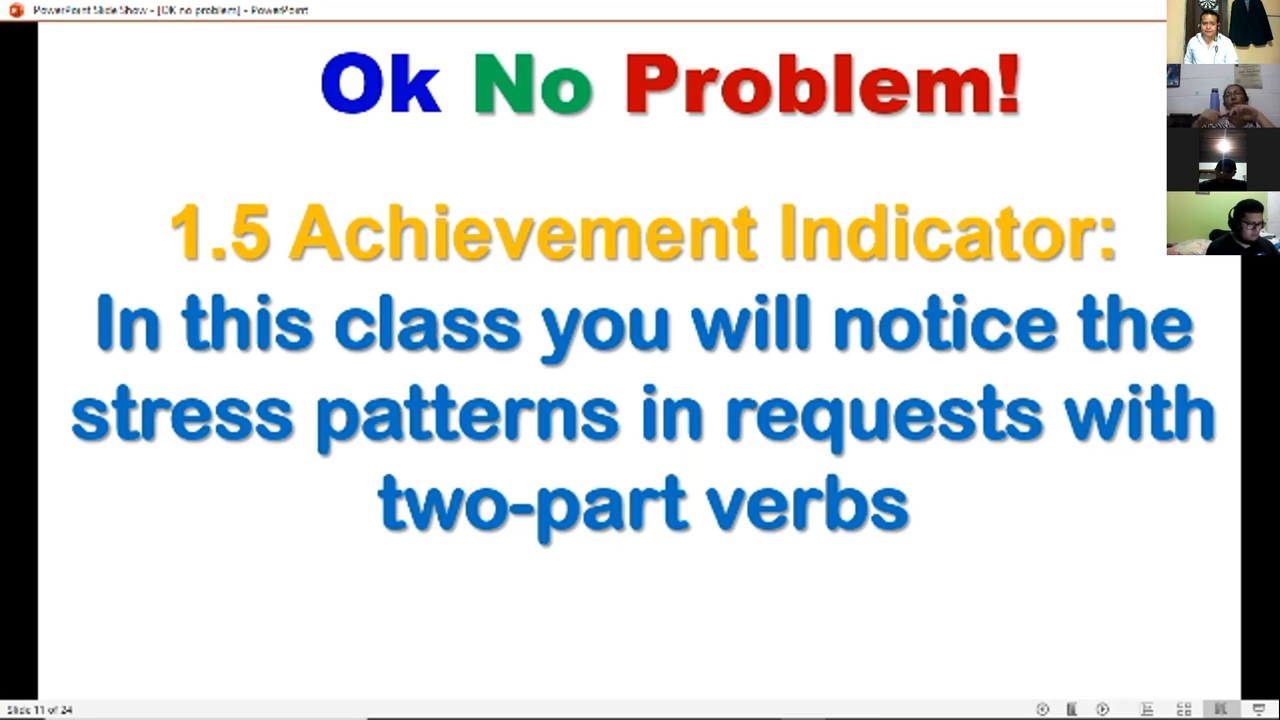 PowerPoint Slide Show - [OK no problem] - PowerPoint
Ok No Problem!
1.5 Achievement Indicator:
In this class you will notice the
stress patterns in requests with
two-part verbs
Slide 11 of 24